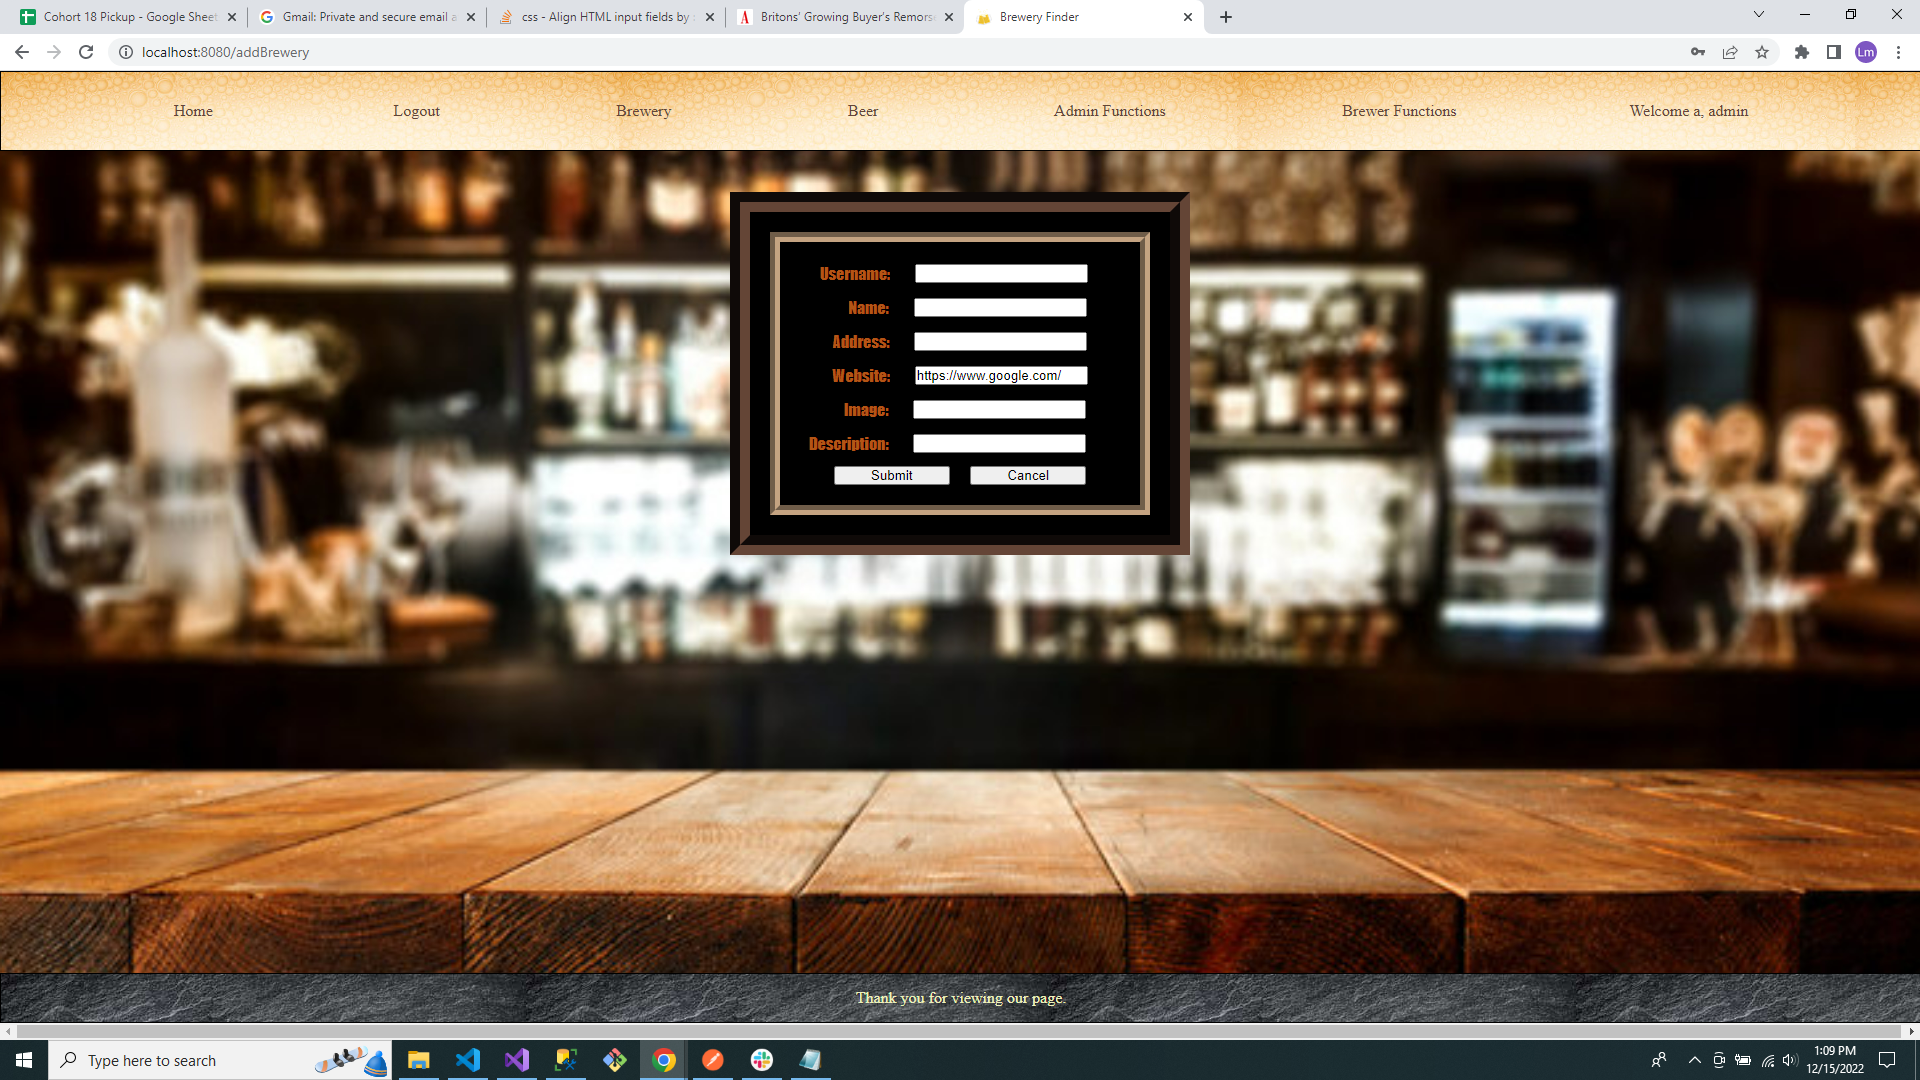 Cohort 18 Pickup - Google Sheet
Gmail: Private and secure email a
css - Align HTML input fields by :
Britons' Growing Buyer's Remors
Brewery Finder
localhost:8080/addBrewery
Lm
Home
Logout
Brewery
Beer
Admin Functions
Brewer Functions
Welcome a, admin
Username:
Name:
Address:
Website: https://www.google.com/
Image:
Description:
Submit
Cancel
Thank you for viewing our page.
Type here to search
1:09 PM
12/15/2022